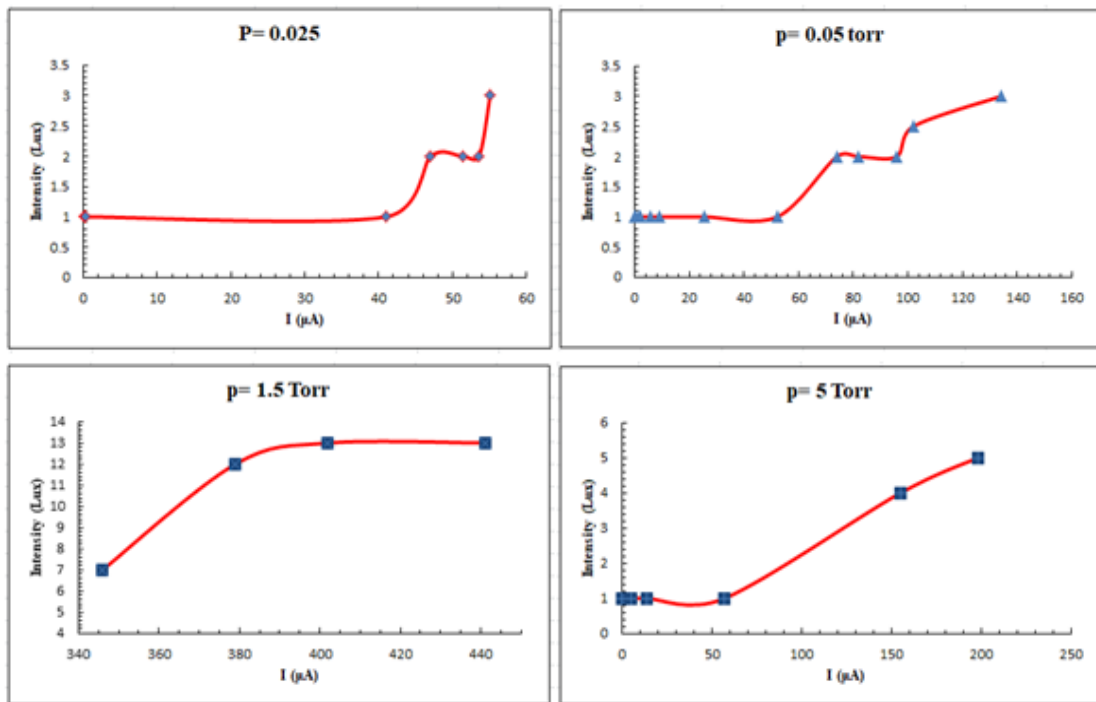 P= 0.025
Intensity (Lux)
3.5
3
2.5
2
1.5
1
0.5
0
0 10 20 30 40 50 60
I (µA)
p= 0.05 torr
Intensity (Lux)
3.5
3
2.5
2
1.5
1
0.5
0
0 20 40 60 80 100 120 140 160
I (µA)
p= 1.5 Torr
Intensity (Lux)
14
13
12
11
10
9
8
7
6
5
4
340 360 380 400 420 440
I (µA)
p= 5 Torr
Intensity (Lux)
6
5
4
3
2
1
0
0 50 100 150 200 250
I (µA)